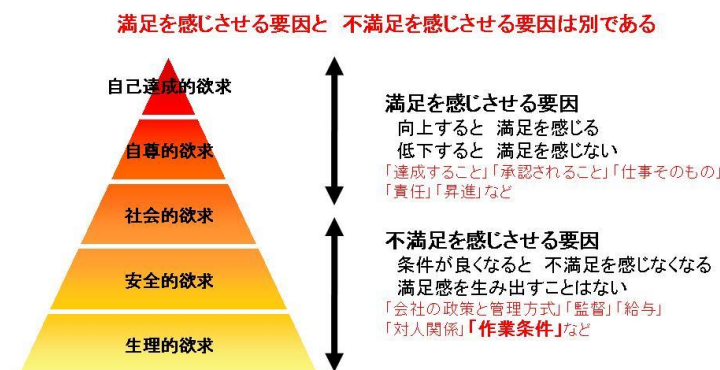 満足を感じさせる要因と 不満足を感じさせる要因は別である
自己達成的欲求
自尊的欲求
社会的欲求
安全的欲求
生理的欲求
満足を感じさせる要因
向上すると 満足を感じる
低下すると 満足を感じない
「達成すること」「承認されること」「仕事そのもの」
「責任」「昇進」など
不満足を感じさせる要因
条件が良くなると 不満足を感じなくなる
満足感を生み出すことはない
「会社の政策と管理方式」「監督」「給与」
「対人関係」「作業条件」など